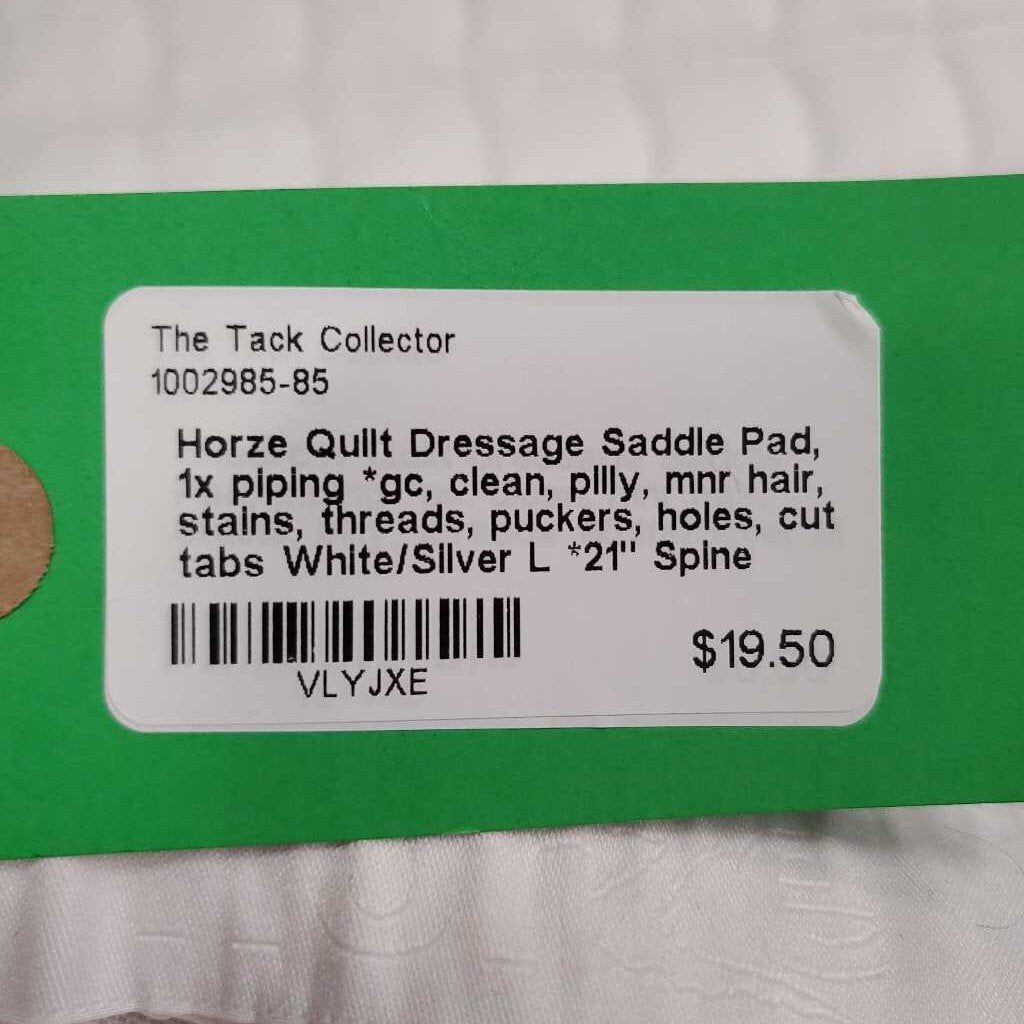 The Tack Collector
1002985-85
Horze Quilt Dressage Saddle Pad,
1x piping *gc, clean, pilly, mnr hair,
stains, threads, puckers, holes, cut
tabs White/Silver L *21" Spine
VLYJXE
$19.50